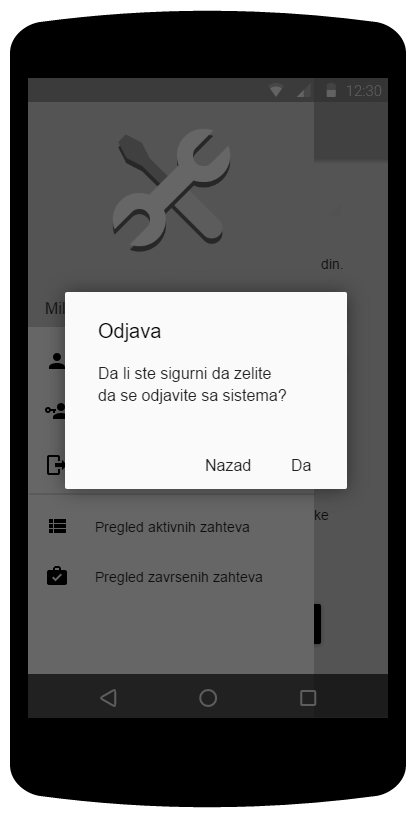 12:30
din.
Mil
Odjava
Da li ste sigurni da zelite
da se odjavite sa sistema?
Nazad Da
ke
Pregled aktivnih zahteva
Pregled zavrsenih zahteva